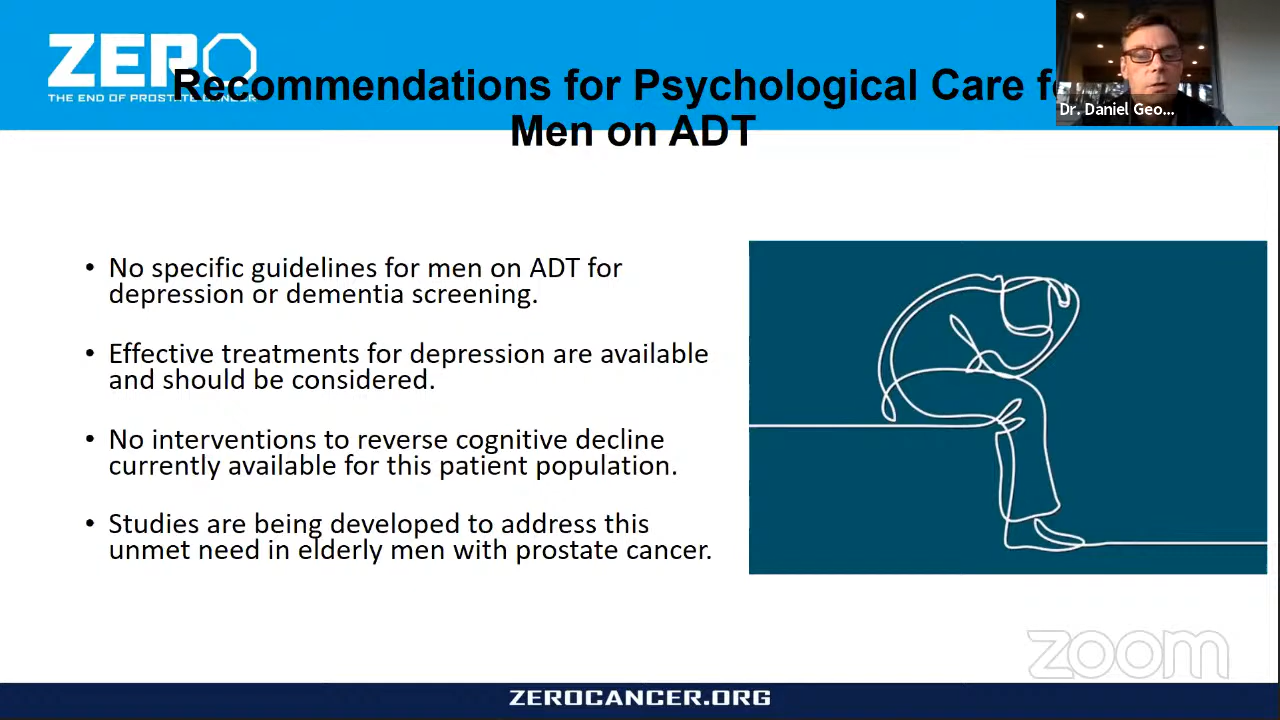 ZERO
THE END OF PROSTATE CANCER
Recommendations for Psychological Care
Men on ADT
Dr. Daniel Geo...
• No specific guidelines for men on ADT for
depression or dementia screening.
• Effective treatments for depression are available
and should be considered.
• No interventions to reverse cognitive decline
currently available for this patient population.
• Studies are being developed to address this
unmet need in elderly men with prostate cancer.
zoom
ZEROCANCER.ORG